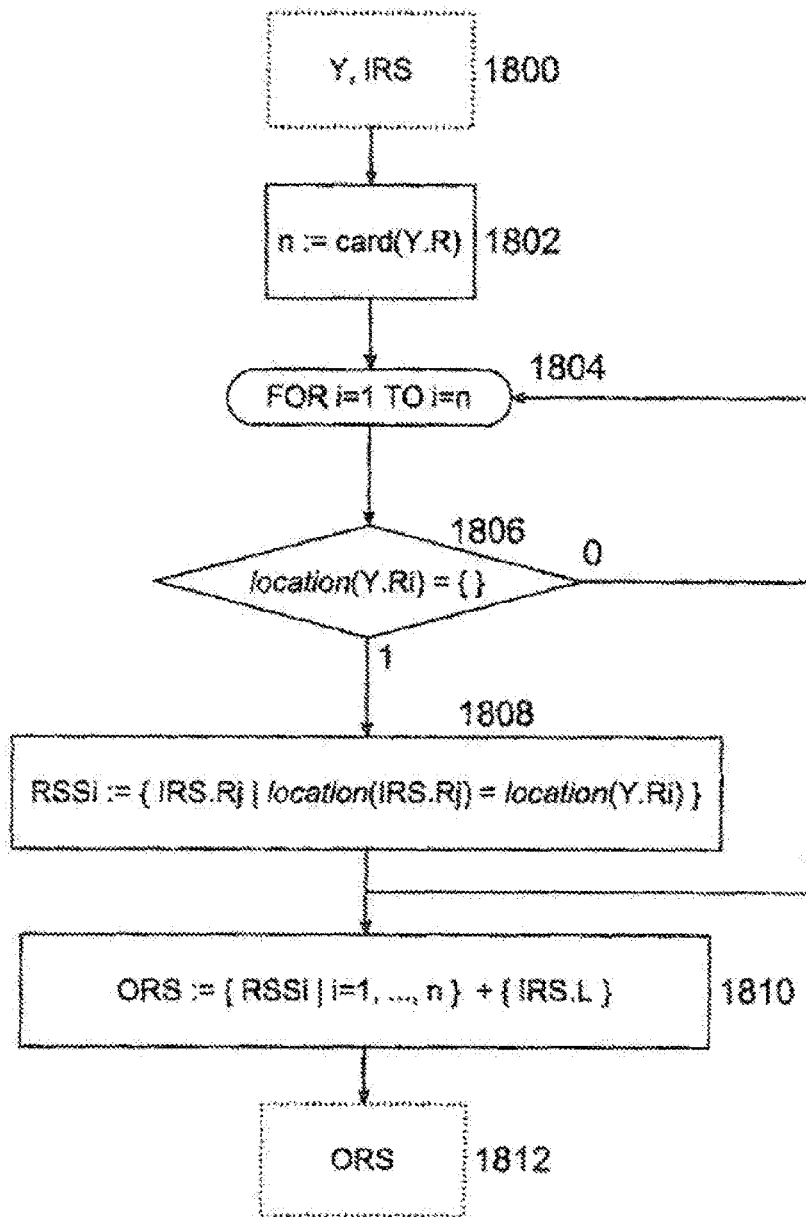 Y, IRS 1800
n := card(Y.R) 1802
1804
FOR i=1 TO i=n
1806
location(Y.Ri) = { }
0
1
1808
RSSi := { IRS.Rj | location(IRS.Rj) = location(Y.Ri) }
ORS := { RSSi | i=1, ..., n } + { IRS.L } 1810
ORS 1812